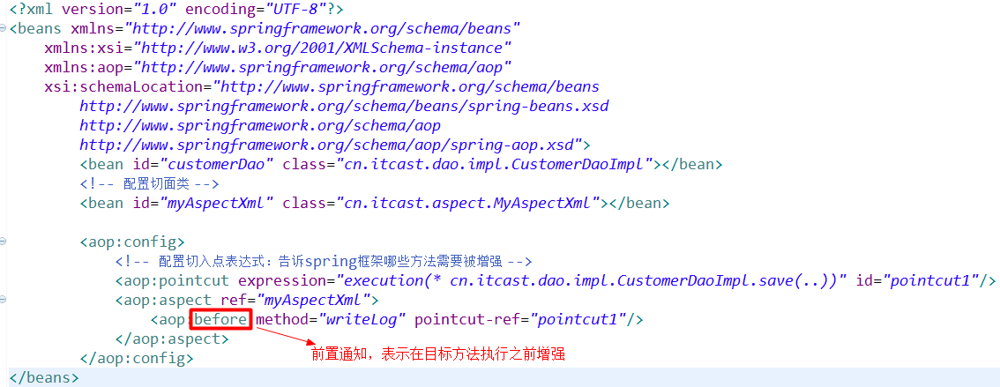 <?xml version="1.0" encoding="UTF-8"?>
<beans xmlns="http://www.springframework.org/schema/beans"
xmlns:xsi="http://www.w3.org/2001/XMLSchema-instance"
xmlns:aop="http://www.springframework.org/schema/aop"
xsi:schemaLocation="http://www.springframework.org/schema/beans
http://www.springframework.org/schema/beans/spring-beans.xsd
http://www.springframework.org/schema/aop
http://www.springframework.org/schema/aop/spring-aop.xsd">
<bean id="customerDao" class="cn.itcast.dao.impl.CustomerDaoImpl"></bean>
<!-- 配置切面类 -->
<bean id="myAspectXml" class="cn.itcast.aspect.MyAspectXml"></bean>
<aop:config>
<!-- 配置切入点表达式：告诉spring框架哪些方法需要被增强 -->
<aop:pointcut expression="execution(* cn.itcast.dao.impl.CustomerDaoImpl.save(..))" id="pointcut1"/>
<aop:aspect ref="myAspectXml">
<aop:before method="writeLog" pointcut-ref="pointcut1"/>
</aop:aspect>
前置通知，表示在目标方法执行之前增强
</aop:config>
</beans>